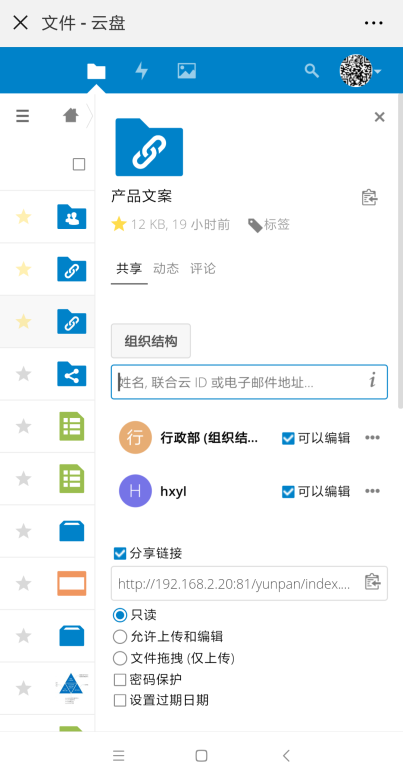 文件 - 云盘
产品文案
12 KB, 19 小时前 标签
共享 动态 评论
组织结构
姓名, 联合云 ID 或电子邮件地址...
行 行政部 (组织结... 可以编辑
H hxyl 可以编辑
分享链接
http://192.168.2.20:81/yunpan/index....
只读
允许上传和编辑
文件拖拽 (仅上传)
密码保护
设置过期日期